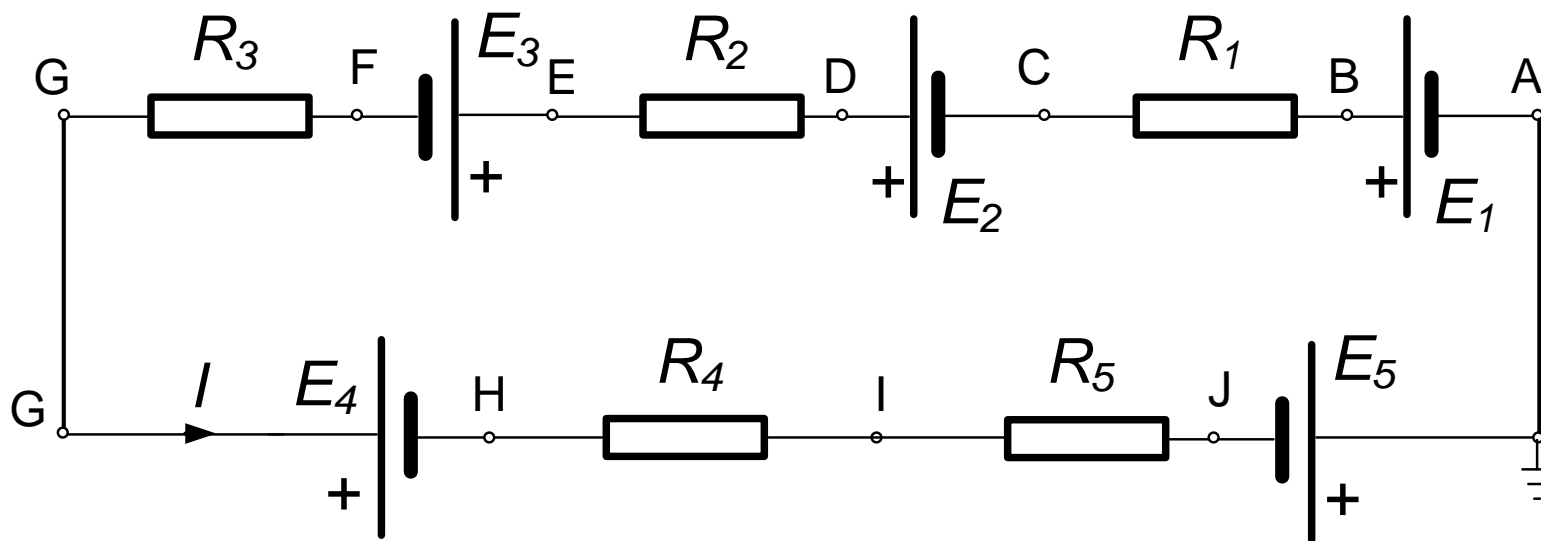 G R3 F E3 E R2 D C R1 B A
+ + E2 + E1
G I E4 H R4 I R5 J E5
+ +